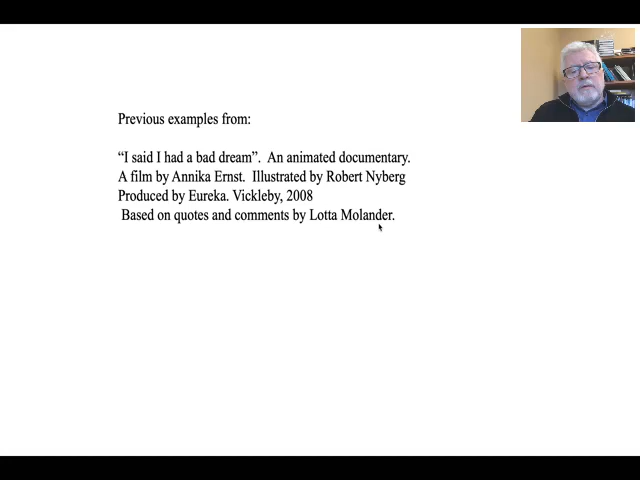 Previous examples from:
“I said I had a bad dream”. An animated documentary.
A film by Annika Ernst. Illustrated by Robert Nyberg
Produced by Eureka. Vickleby, 2008
Based on quotes and comments by Lotta Molander.